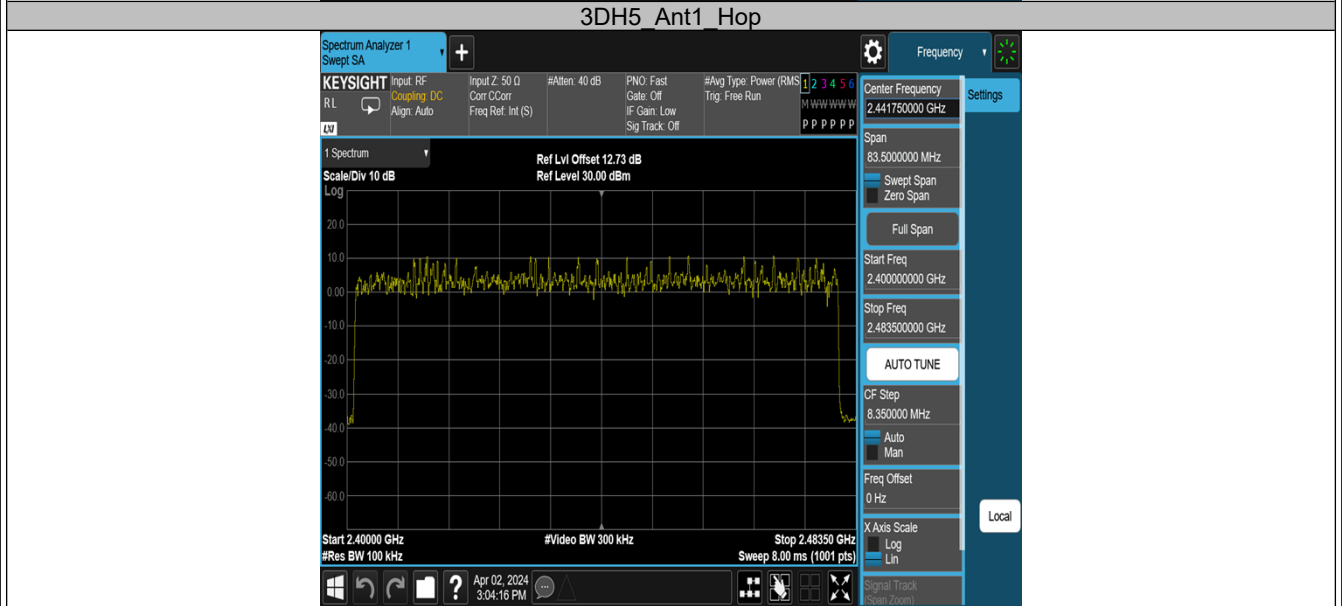 3DH5_Ant1_Hop
Spectrum Analyzer 1
Swept SA
+
Frequency
KEYSIGHT
RL
LXI
Input: RF
Coupling: DC
Align: Auto
Input Z: 50 Ω
Corr CCorr
Freq Ref: Int (S)
#Atten: 40 dB
PNO: Fast
Gate: Off
IF Gain: Low
Sig Track: Off
#Avg Type: Power (RMS
Trig: Free Run
1 2 3 4 5 6
M W W W W W
P P P P P P
1 Spectrum
Scale/Div 10 dB
Ref Lvl Offset 12.73 dB
Ref Level 30.00 dBm
Log
20.0
10.0
0.00
-10.0
-20.0
-30.0
-40.0
-50.0
-60.0
Start 2.40000 GHz
#Res BW 100 kHz
#Video BW 300 kHz
Stop 2.48350 GHz
Sweep 8.00 ms (1001 pts)
?
Apr 02, 2024
3:04:16 PM
Center Frequency
2.441750000 GHz
Span
83.5000000 MHz
Swept Span
Zero Span
Full Span
Start Freq
2.400000000 GHz
Stop Freq
2.483500000 GHz
AUTO TUNE
CF Step
8.350000 MHz
Auto
Man
Freq Offset
0 Hz
X Axis Scale
Log
Lin
Signal Track
(Span Zoom)
Settings
Local